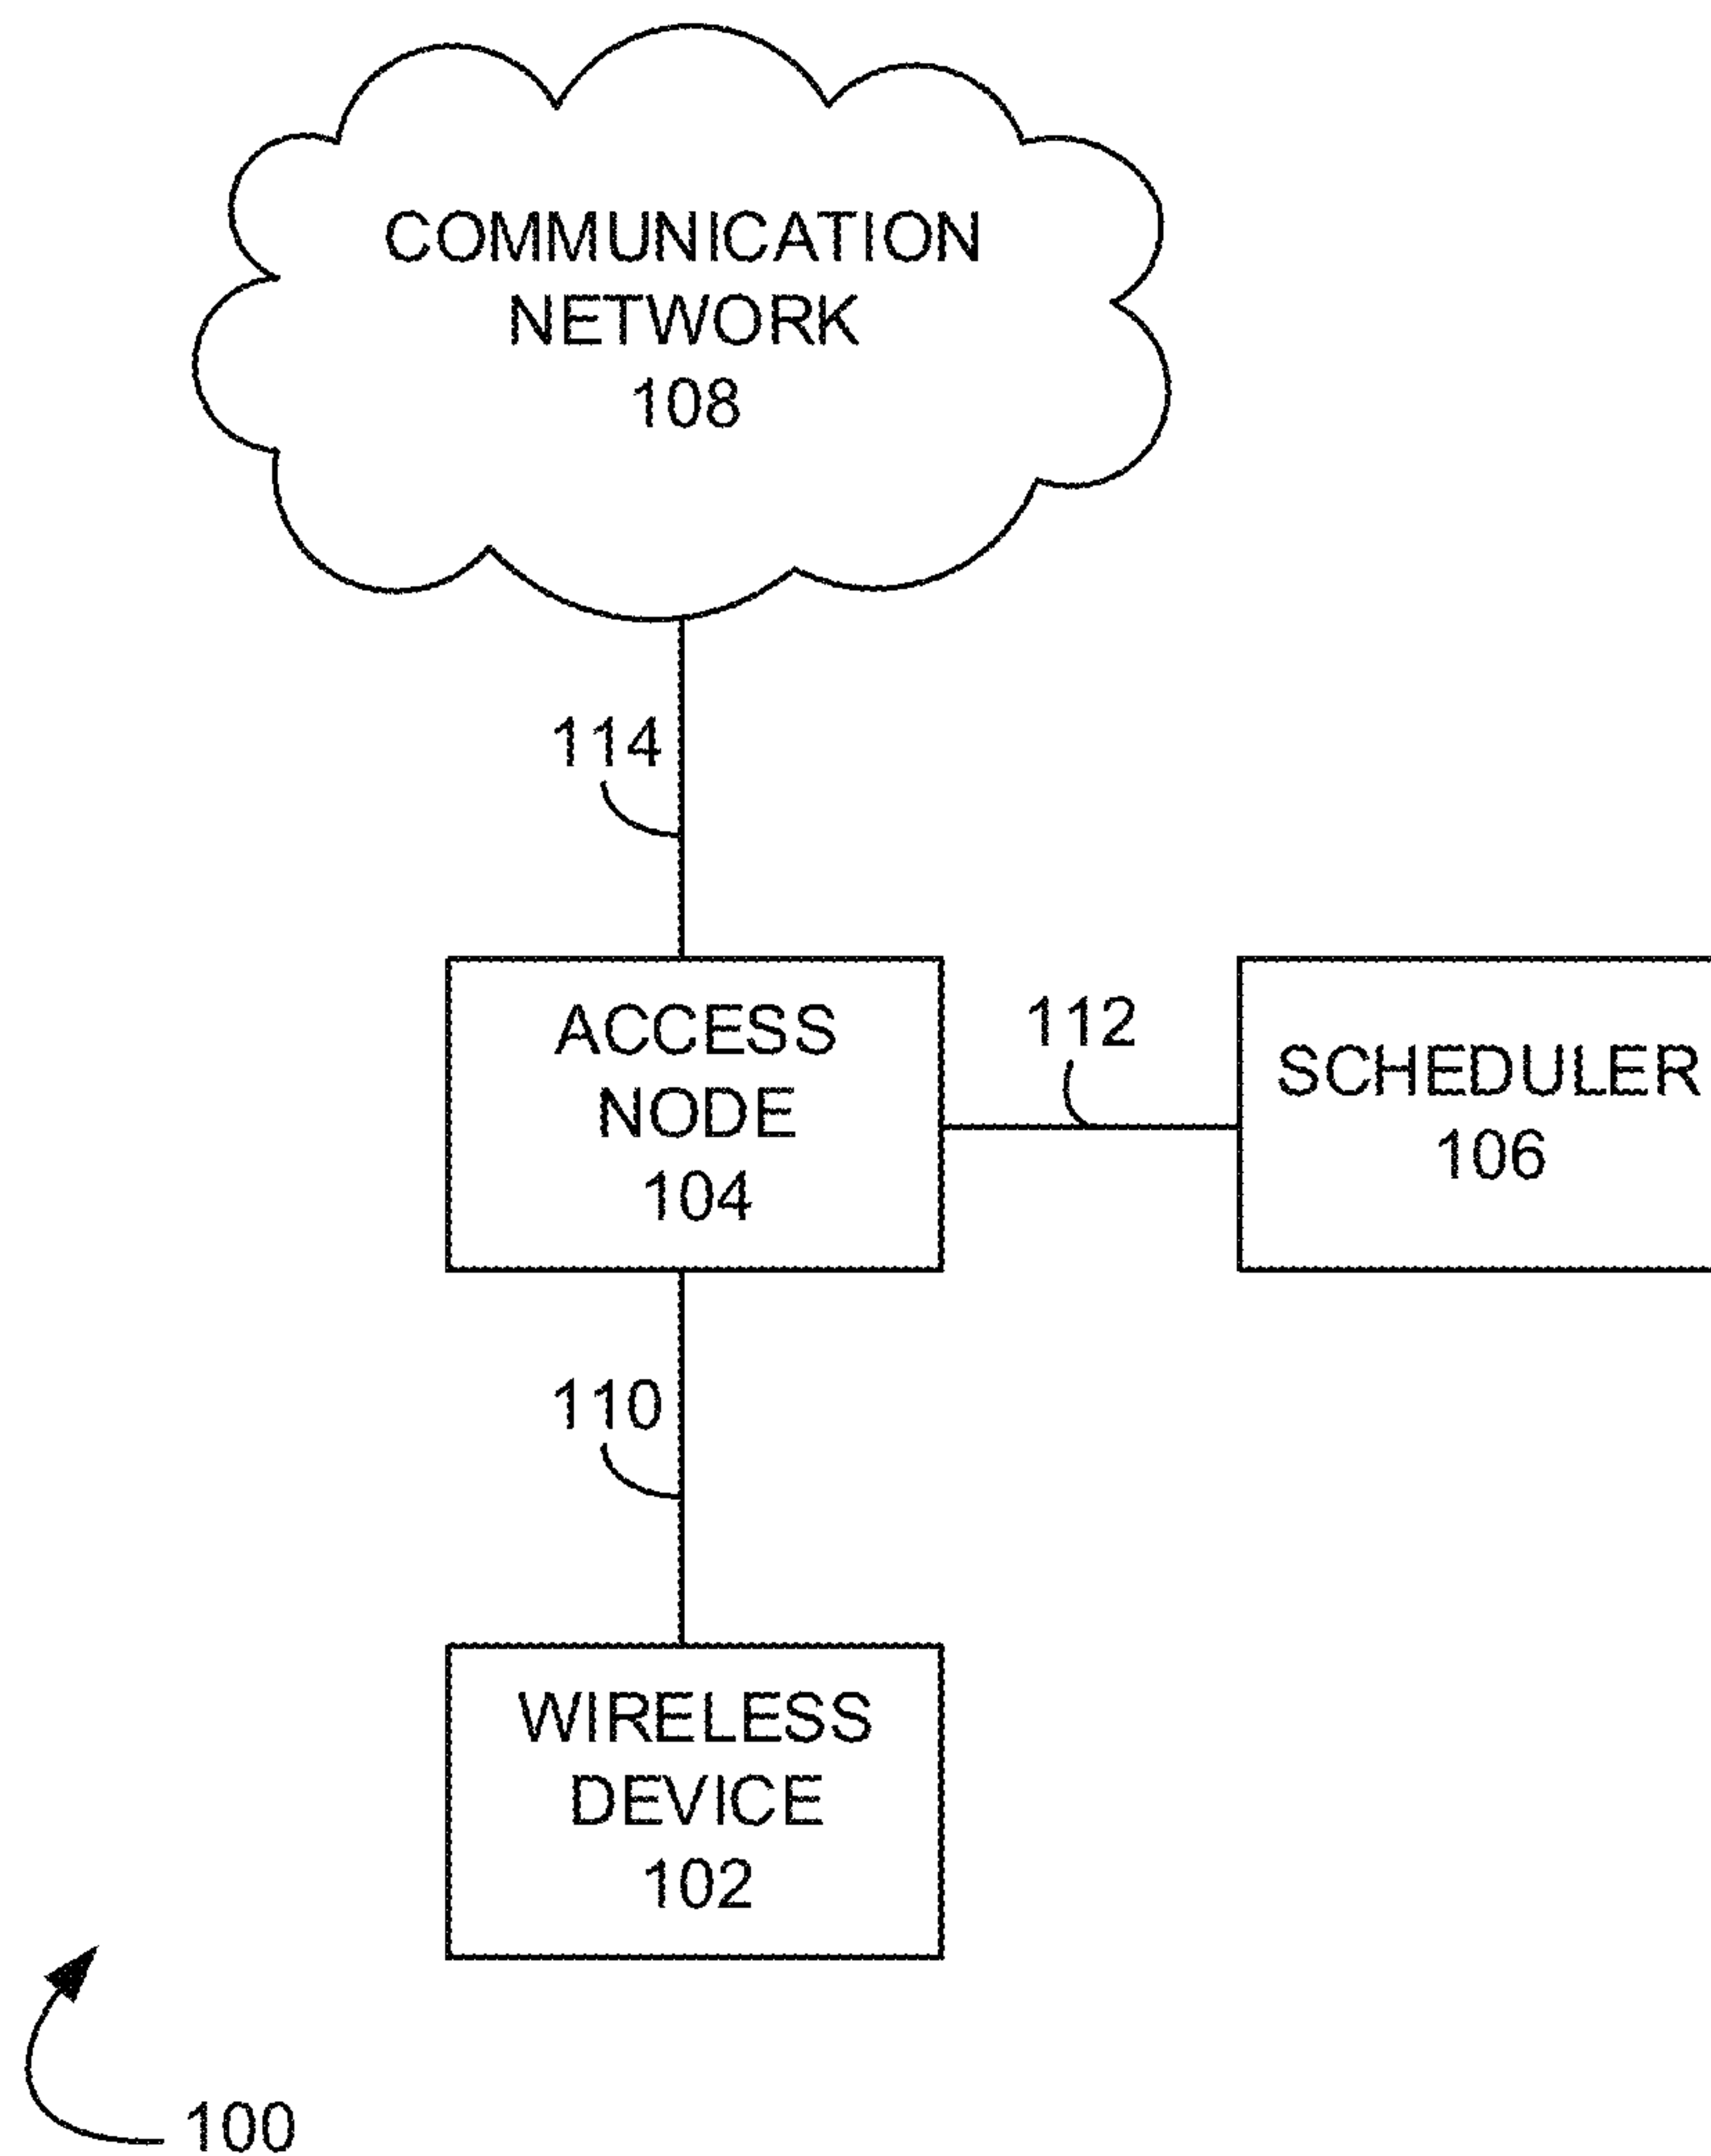 COMMUNICATION
NETWORK
108
114
ACCESS
NODE
104
112
SCHEDULER
106
110
WIRELESS
DEVICE
102
100